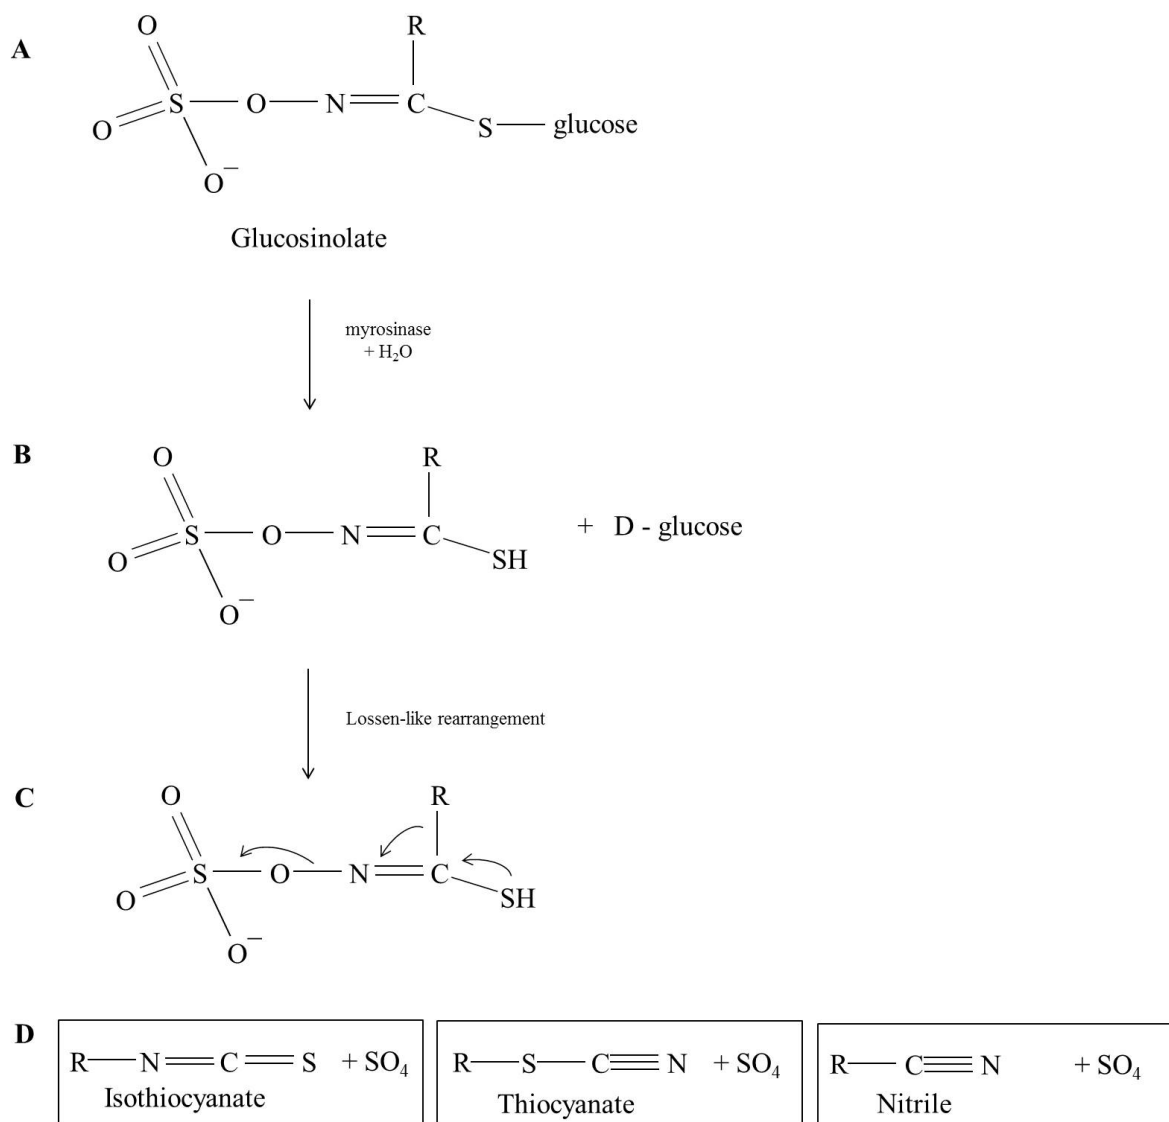 A
O
R
S O N C
O
S glucose
O–
Glucosinolate
myrosinase
+ H2O
B
O
R
S O N C
+ D - glucose
O
SH
O–
Lossen-like rearrangement
C
O
R
S O N C
O
SH
O–
D
R N C S + SO4
Isothiocyanate
R S C N + SO4
Thiocyanate
R C N + SO4
Nitrile